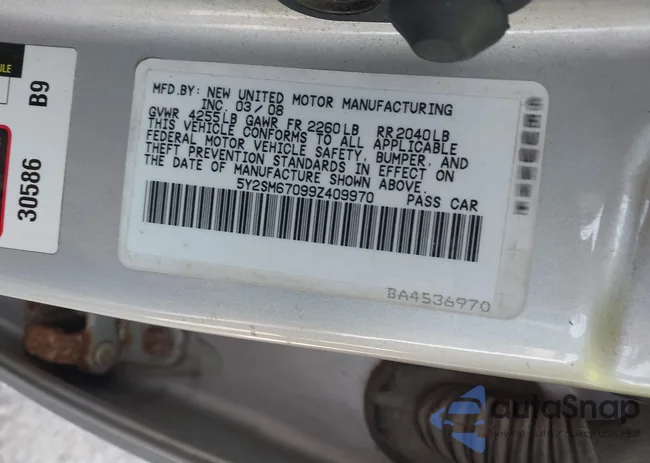 ULE
B9
30586
MFD.BY: NEW UNITED MOTOR MANUFACTURING
INC 03/08
GVWR 4255LB GAWR FR 2260LB RR2040LB
THIS VEHICLE CONFORMS TO ALL APPLICABLE
FEDERAL MOTOR VEHICLE SAFETY, BUMPER, AND
THEFT PREVENTION STANDARDS IN EFFECT ON
THE DATE OF MANUFACTURE SHOWN ABOVE.
5Y2SM67099Z409970 PASS CAR
BA4536970
autaSnap